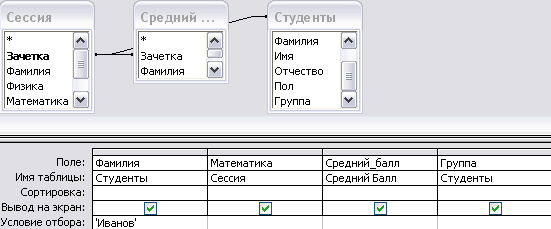 Сессия
*
Зачетка
Фамилия
Физика
Математика
Средний ...
*
Зачетка
Фамилия
Студенты
Фамилия
Имя
Отчество
Пол
Группа
Поле: Фамилия Математика Средний_балл Группа
Имя таблицы: Студенты Сессия Средний Балл Студенты
Сортировка:
Вывод на экран:
Условие отбора: 'Иванов'